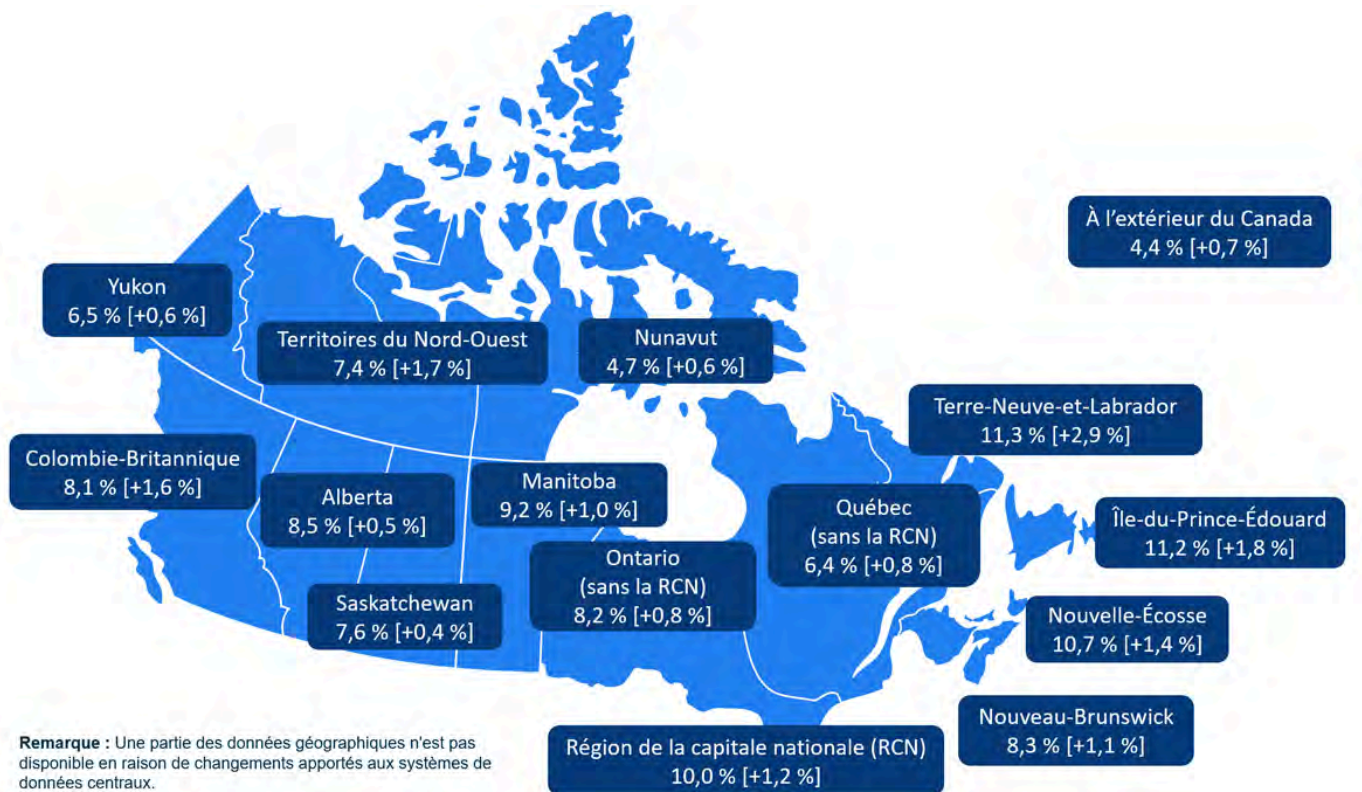 À l’extérieur du Canada
4,4 % [+0,7 %]
Yukon
6,5 % [+0,6 %]
Territoires du Nord-Ouest
7,4 % [+1,7 %]
Nunavut
4,7 % [+0,6 %]
Terre-Neuve-et-Labrador
11,3 % [+2,9 %]
Colombie-Britannique
8,1 % [+1,6 %]
Alberta
8,5 % [+0,5 %]
Manitoba
9,2 % [+1,0 %]
Québec
(sans la RCN)
6,4 % [+0,8 %]
Île-du-Prince-Édouard
11,2 % [+1,8 %]
Ontario
(sans la RCN)
8,2 % [+0,8 %]
Saskatchewan
7,6 % [+0,4 %]
Nouvelle-Écosse
10,7 % [+1,4 %]
Nouveau-Brunswick
8,3 % [+1,1 %]
Région de la capitale nationale (RCN)
10,0 % [+1,2 %]
Remarque : Une partie des données géographiques n'est pas
disponible en raison de changements apportés aux systèmes de
données centraux.